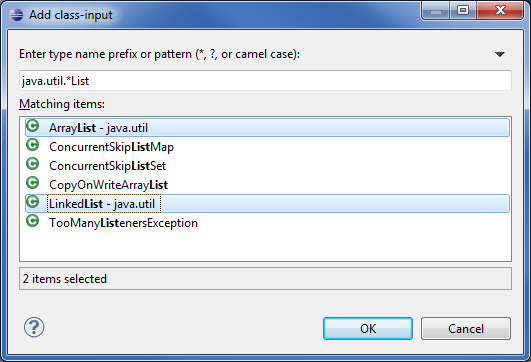 Add class-input
Enter type name prefix or pattern (*, ?, or camel case):
java.util.*List
Matching items:
C ArrayList - java.util
C ConcurrentSkipListMap
C ConcurrentSkipListSet
C CopyOnWriteArrayList
C LinkedList - java.util
C TooManyListenersException
2 items selected
? OK Cancel